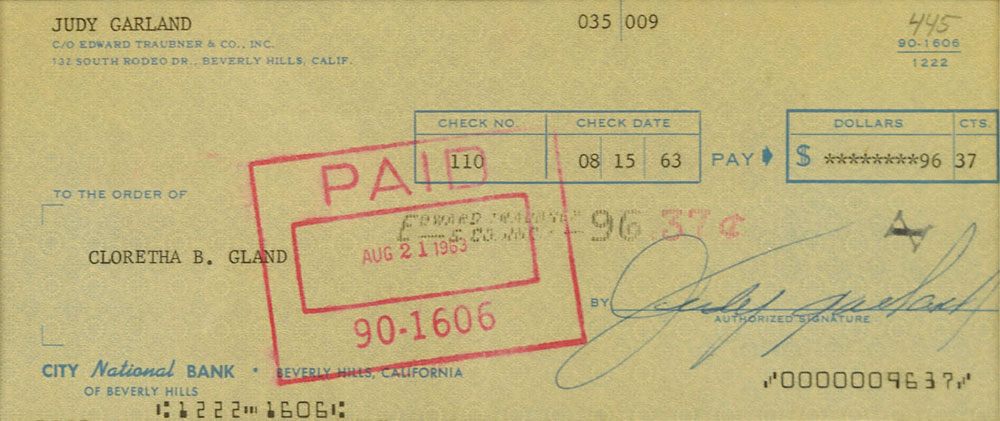 JUDY GARLAND
C/O EDWARD TRAUBNER & CO., INC.
132 SOUTH RODEO DR., BEVERLY HILLS, CALIF.
035 009
445
90-1606
1222
CHECK NO. CHECK DATE
110 08 15 63
PAY
DOLLARS CTS.
$ ********96 37
TO THE ORDER OF
PAID
AUG 21 1963
90-1606
EDWARD TRAUBNER
& CO. INC. 96 37¢
CLORETHA B. GLAND
BY Judy Garland
AUTHORIZED SIGNATURE
CITY National BANK • BEVERLY HILLS, CALIFORNIA
OF BEVERLY HILLS
⑆1222⑉1606⑆
⑈0000009637⑈